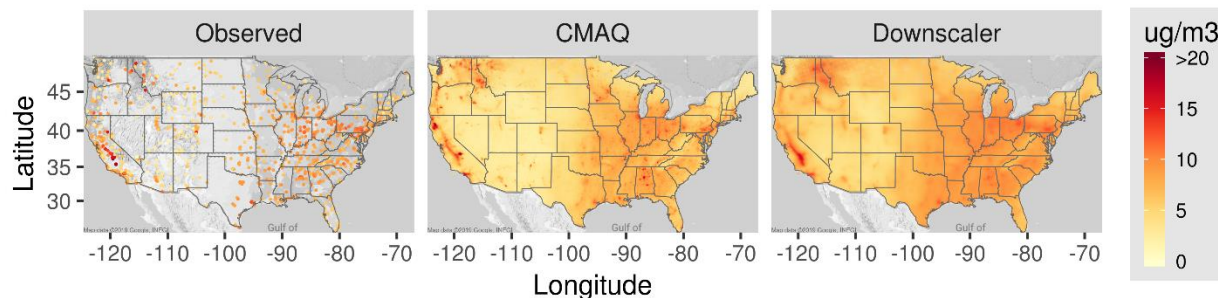 Observed
CMAQ
Downscaler
ug/m3
>20
15
10
5
0
Latitude
45
40
35
30
Gulf of
Gulf of
Gulf of
-120 -110 -100 -90 -80 -70
-120 -110 -100 -90 -80 -70
-120 -110 -100 -90 -80 -70
Longitude